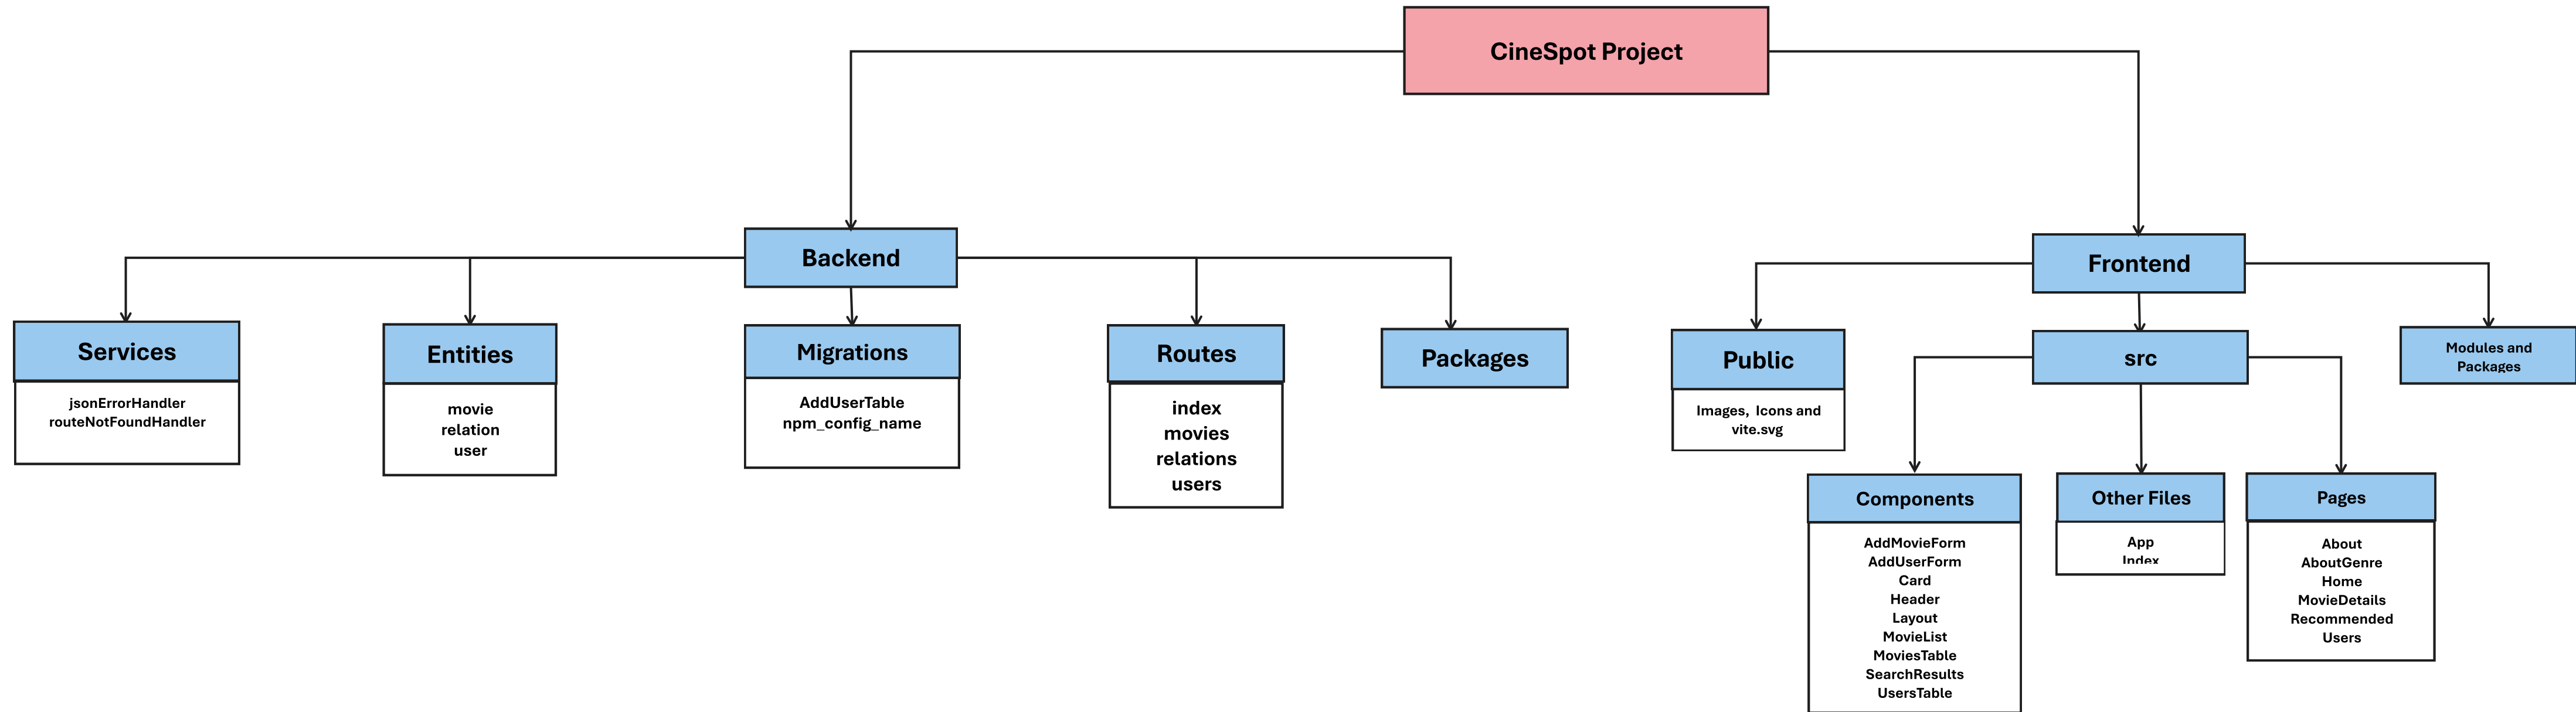 CineSpot Project
Backend
Frontend
Services
jsonErrorHandler
routeNotFoundHandler
Entities
movie
relation
user
Migrations
AddUserTable
npm_config_name
Routes
index
movies
relations
users
Packages
Public
Images, Icons and
vite.svg
src
Modules and
Packages
Components
AddMovieForm
AddUserForm
Card
Header
Layout
MovieList
MoviesTable
SearchResults
UsersTable
Other Files
App
Index
Pages
About
AboutGenre
Home
MovieDetails
Recommended
Users